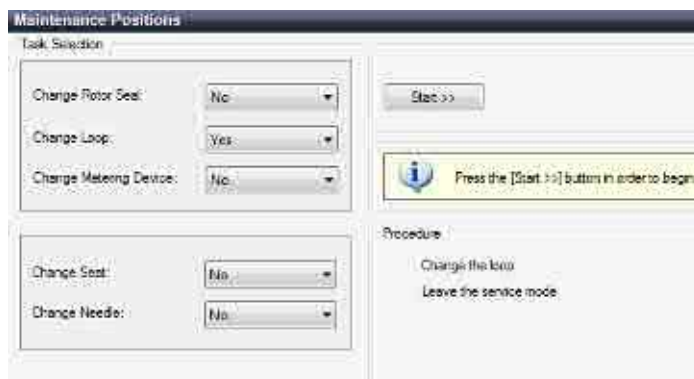 Maintenance Positions
Task Selection
Change Rotor Seal:
No
Change Loop:
Yes
Change Metering Device:
No
Change Seat:
No
Change Needle:
No
Start >>
Press the [Start >>] button in order to begin
Procedure
Change the loop
Leave the service mode